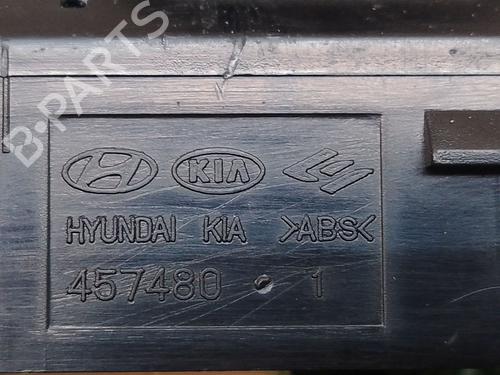 B-PARTS
KIA
HYUNDAI KIA >ABS<
457480 . 1